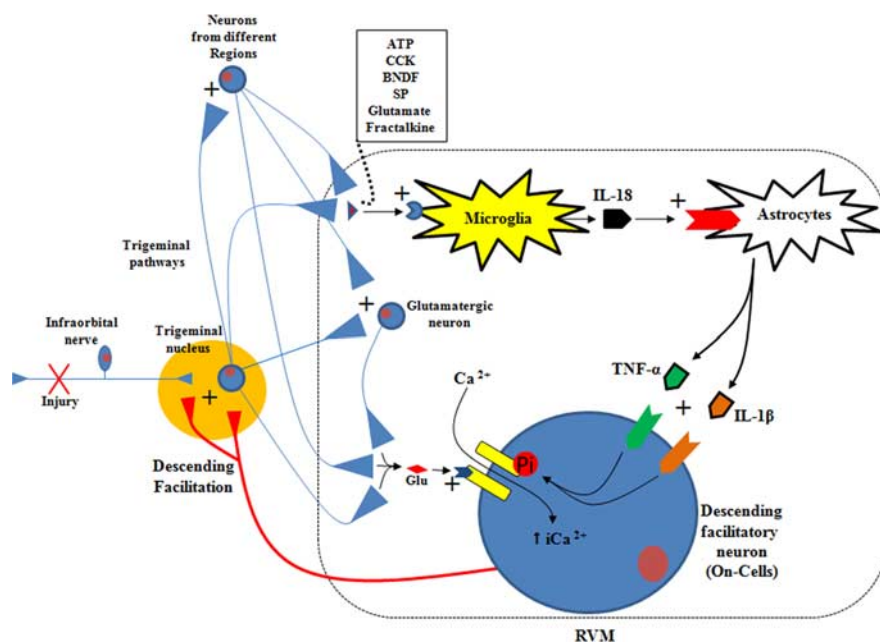 Neurons
from different
Regions
+
ATP
CCK
BNDF
SP
Glutamate
Fractalkine
+
Microglia
IL-18
+
Astrocytes
Trigeminal
pathways
Infraorbital
nerve
Trigeminal
nucleus
+
Glutamatergic
neuron
Injury
+
Descending
Facilitation
Ca 2+
TNF-α
+
IL-1β
Glu
+
Pi
↑ iCa 2+
Descending
facilitatory
neuron
(On-Cells)
RVM